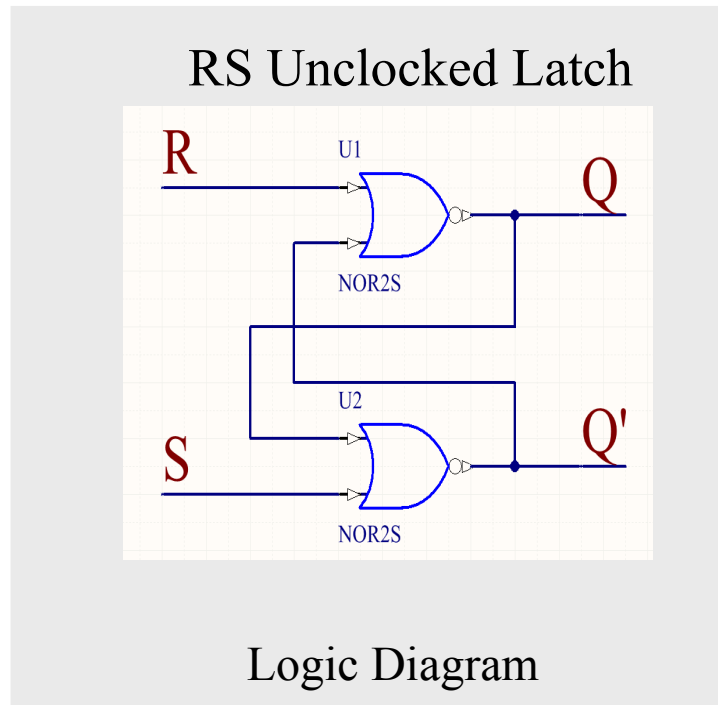 RS Unclocked Latch
R
U1
Q
NOR2S
U2
Q'
S
NOR2S
Logic Diagram